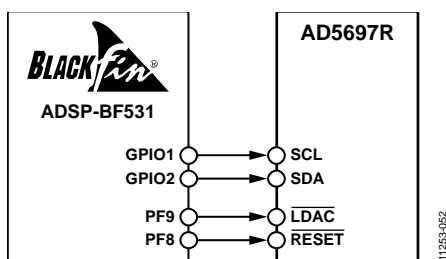 BLACKfin®
ADSP-BF531
AD5697R
GPIO1 SCL
GPIO2 SDA
PF9 LDAC
PF8 RESET
11253-052